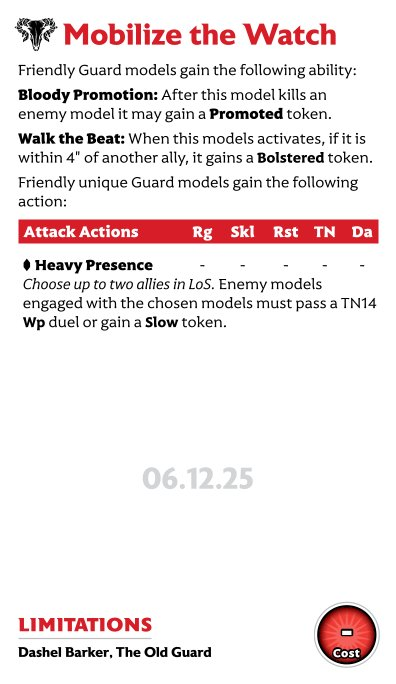 Mobilize the Watch
Friendly Guard models gain the following ability:
Bloody Promotion: After this model kills an
enemy model it may gain a Promoted token.
Walk the Beat: When this models activates, if it is
within 4" of another ally, it gains a Bolstered token.
Friendly unique Guard models gain the following
action:
Attack Actions Rg Skl Rst TN Da
Heavy Presence - - - - -
Choose up to two allies in LoS. Enemy models
engaged with the chosen models must pass a TN14
Wp duel or gain a Slow token.
06.12.25
LIMITATIONS
Dashel Barker, The Old Guard
-
Cost